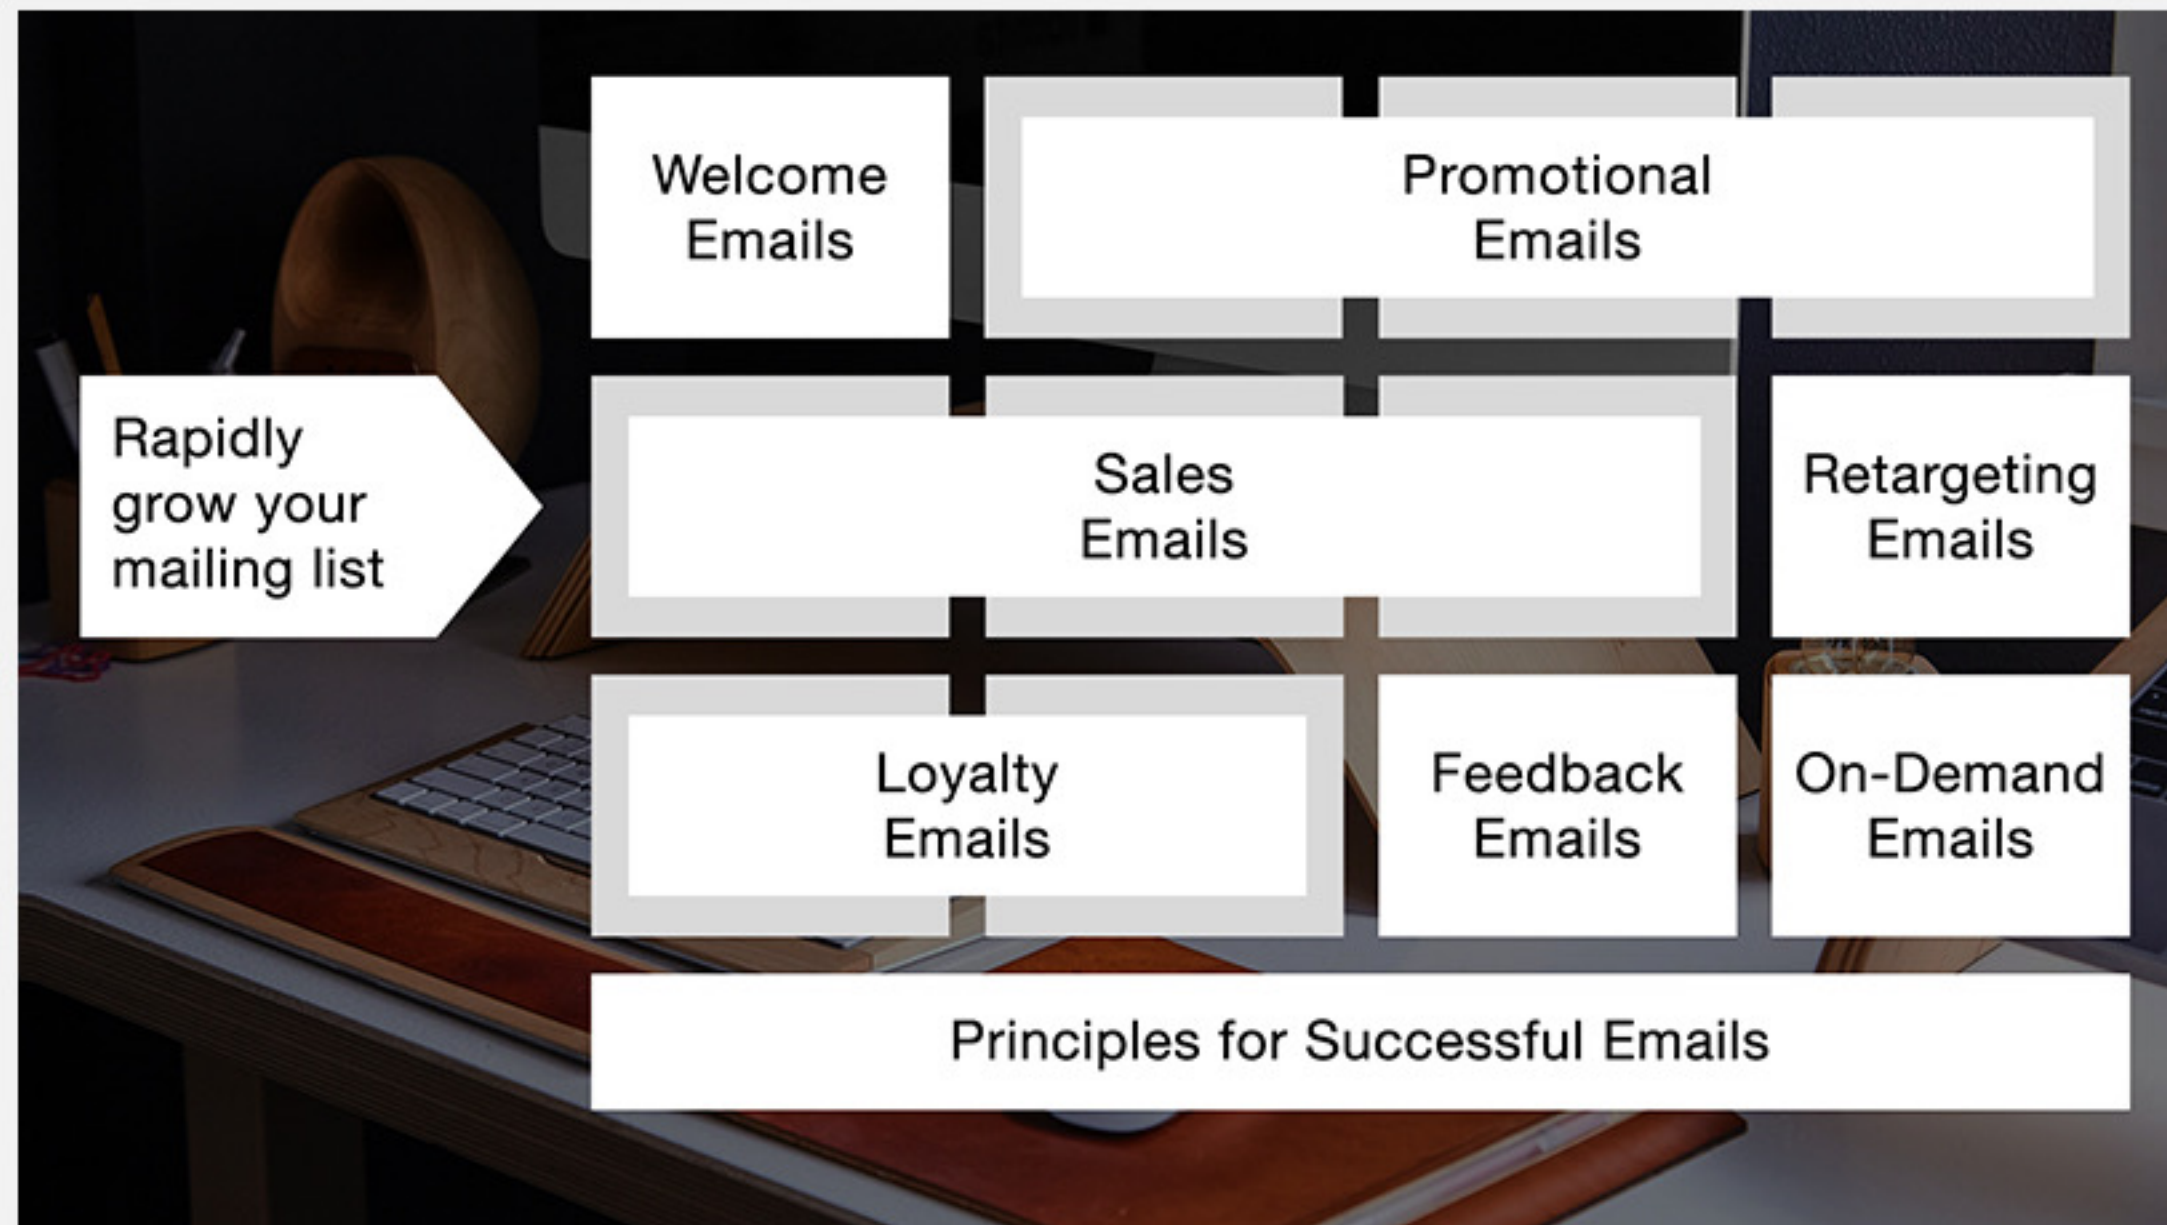 Welcome
Emails
Promotional
Emails
Rapidly
grow your
mailing list
Sales
Emails
Retargeting
Emails
Loyalty
Emails
Feedback
Emails
On-Demand
Emails
Principles for Successful Emails